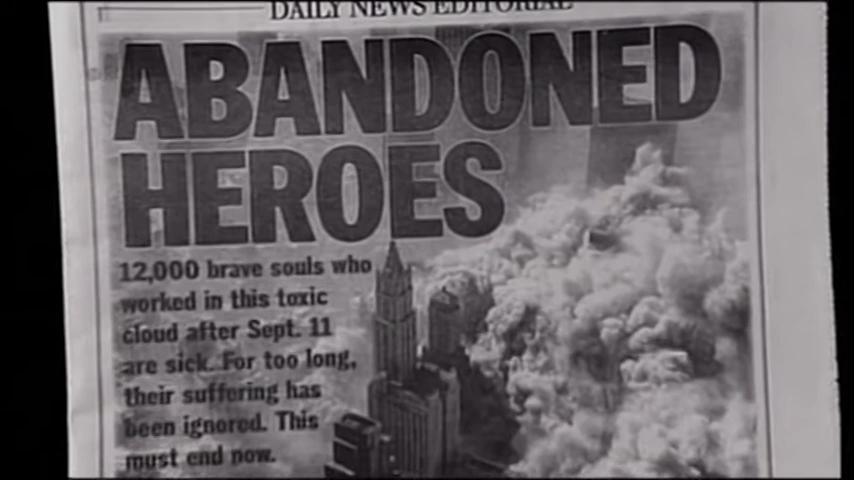 DAILY NEWS EDITORIAL
ABANDONED
HEROES
12,000 brave souls who
worked in this toxic
cloud after Sept. 11
are sick. For too long,
their suffering has
been ignored. This
must end now.